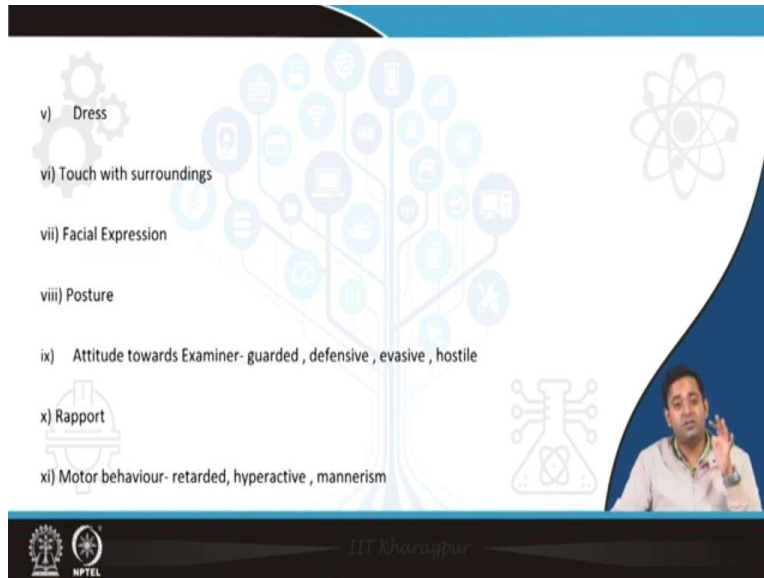 v) Dress
vi) Touch with surroundings
vii) Facial Expression
viii) Posture
ix) Attitude towards Examiner- guarded , defensive , evasive , hostile
x) Rapport
xi) Motor behaviour- retarded, hyperactive , mannerism
IIT Kharagpur
NPTEL